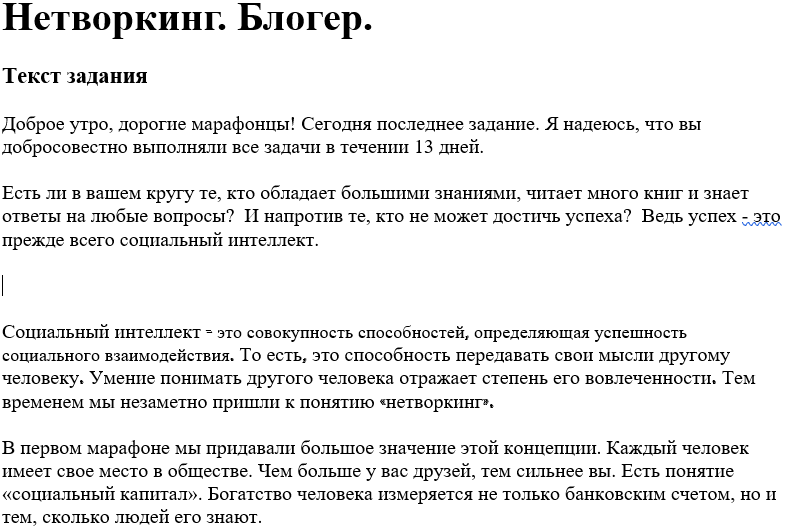 Нетворкинг. Блогер.
Текст задания
Доброе утро, дорогие марафонцы! Сегодня последнее задание. Я надеюсь, что вы
добросовестно выполняли все задачи в течении 13 дней.
Есть ли в вашем кругу те, кто обладает большими знаниями, читает много книг и знает
ответы на любые вопросы?  И напротив те, кто не может достичь успеха?  Ведь успех - это
прежде всего социальный интеллект.
Социальный интеллект - это совокупность способностей, определяющая успешность
социального взаимодействия. То есть, это способность передавать свои мысли другому
человеку. Умение понимать другого человека отражает степень его вовлеченности. Тем
временем мы незаметно пришли к понятию «нетворкинг».
В первом марафоне мы придавали большое значение этой концепции. Каждый человек
имеет свое место в обществе. Чем больше у вас друзей, тем сильнее вы. Есть понятие
«социальный капитал». Богатство человека измеряется не только банковским счетом, но и
тем, сколько людей его знают.